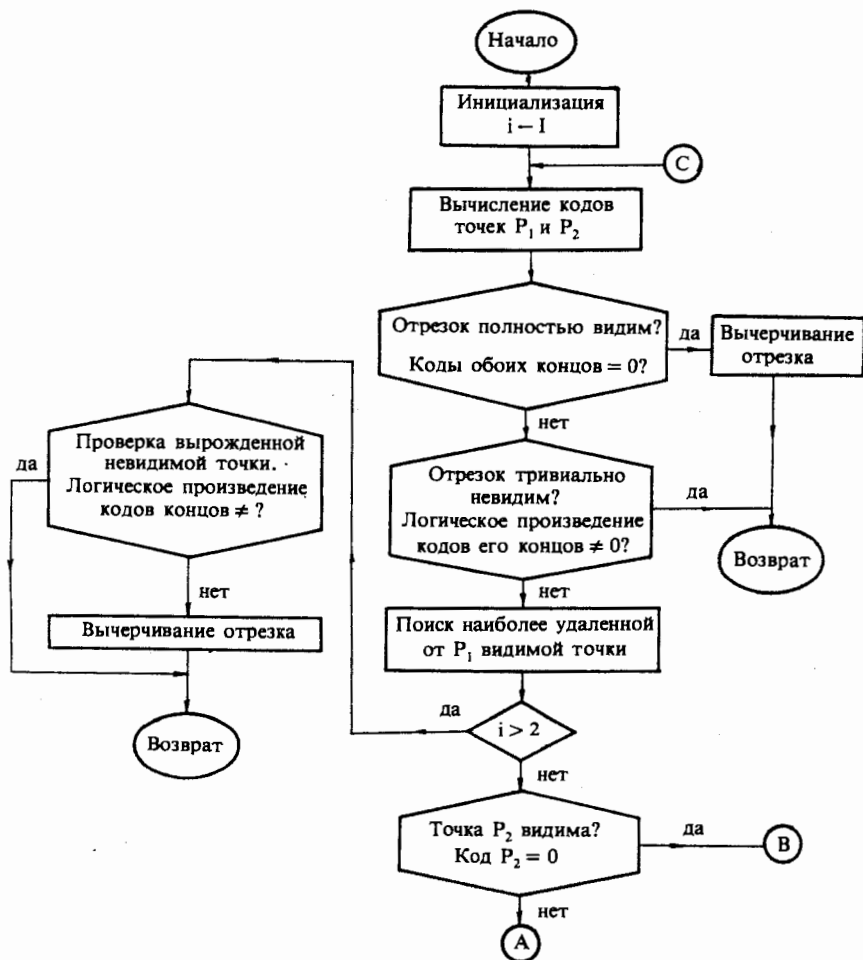 Начало
Инициализация
i – I
C
Вычисление кодов
точек P₁ и P₂
Отрезок полностью видим?
Коды обоих концов = 0?
да
Вычерчивание
отрезка
нет
Проверка вырожденной
невидимой точки.
Логическое произведение
кодов концов ≠ ?
да
Отрезок тривиально
невидим?
Логическое произведение
кодов его концов ≠ 0?
да
Возврат
нет
нет
Вычерчивание отрезка
Поиск наиболее удаленной
от P₁ видимой точки
да
i > 2
Возврат
нет
Точка P₂ видима?
Код P₂ = 0
да
B
нет
A